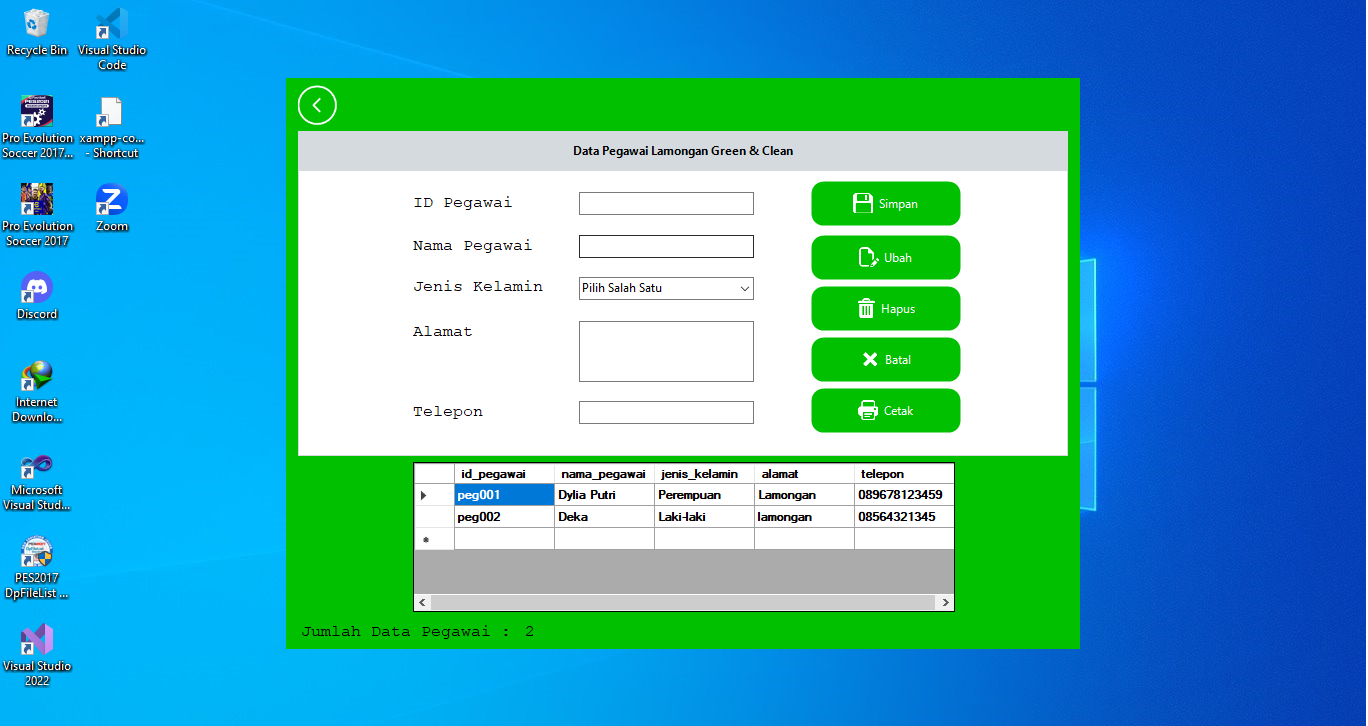 Recycle Bin
Visual Studio
Code
Pro Evolution
Soccer 2017...
xampp-co...
- Shortcut
Pro Evolution
Soccer 2017
Zoom
Discord
Internet
Downlo...
Microsoft
Visual Stud...
PES2017
DpFileList ...
Visual Studio
2022
Data Pegawai Lamongan Green & Clean
ID Pegawai
Simpan
Nama Pegawai
Ubah
Jenis Kelamin
Pilih Salah Satu
Hapus
Alamat
Batal
Telepon
Cetak
id_pegawai nama_pegawai jenis_kelamin alamat telepon
peg001 Dylia Putri Perempuan Lamongan 089678123459
peg002 Deka Laki-laki lamongan 08564321345
Jumlah Data Pegawai : 2